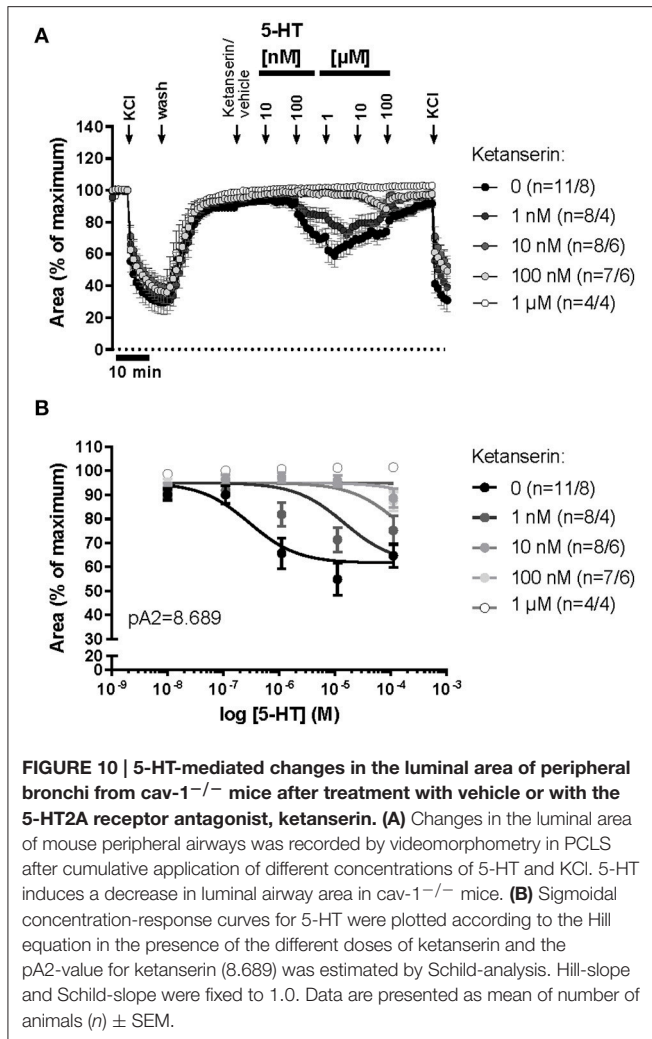 A
5-HT
[nM] [µM]
KCl
wash
Ketanserin/
vehicle
10
100
1
10
100
KCl
140
120
100
80
60
40
20
0
Area (% of maximum)
10 min
Ketanserin:
0 (n=11/8)
1 nM (n=8/4)
10 nM (n=8/6)
100 nM (n=7/6)
1 µM (n=4/4)
B
110
100
90
80
70
60
50
40
30
20
0
Area (% of maximum)
pA2=8.689
10⁻⁹ 10⁻⁸ 10⁻⁷ 10⁻⁶ 10⁻⁵ 10⁻⁴ 10⁻³
log [5-HT] (M)
Ketanserin:
0 (n=11/8)
1 nM (n=8/4)
10 nM (n=8/6)
100 nM (n=7/6)
1 µM (n=4/4)
FIGURE 10 | 5-HT-mediated changes in the luminal area of peripheral
bronchi from cav-1⁻/⁻ mice after treatment with vehicle or with the
5-HT2A receptor antagonist, ketanserin. (A) Changes in the luminal area
of mouse peripheral airways was recorded by videomorphometry in PCLS
after cumulative application of different concentrations of 5-HT and KCl. 5-HT
induces a decrease in luminal airway area in cav-1⁻/⁻ mice. (B) Sigmoidal
concentration-response curves for 5-HT were plotted according to the Hill
equation in the presence of the different doses of ketanserin and the
pA2-value for ketanserin (8.689) was estimated by Schild-analysis. Hill-slope
and Schild-slope were fixed to 1.0. Data are presented as mean of number of
animals (n) ± SEM.